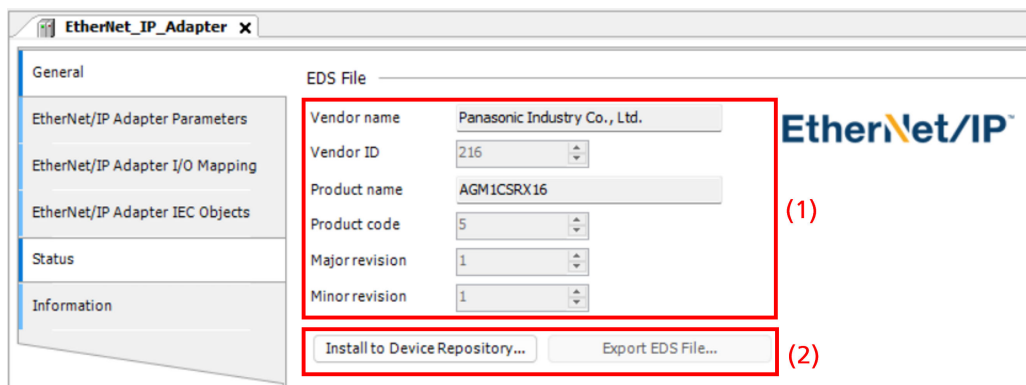 EtherNet_IP_Adapter x
General
EtherNet/IP Adapter Parameters
EtherNet/IP Adapter I/O Mapping
EtherNet/IP Adapter IEC Objects
Status
Information
EDS File
Vendor name Panasonic Industry Co., Ltd.
Vendor ID 216
Product name AGM1CSRX16
Product code 5
Major revision 1
Minor revision 1
EtherNet/IP™
(1)
Install to Device Repository... Export EDS File...
(2)